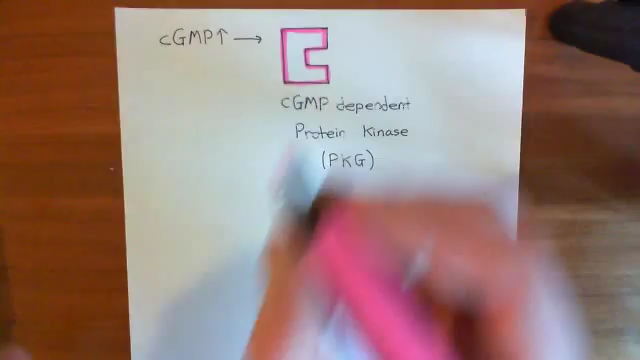 cGMP↑ →
cGMP dependent
Protein Kinase
(PKG)